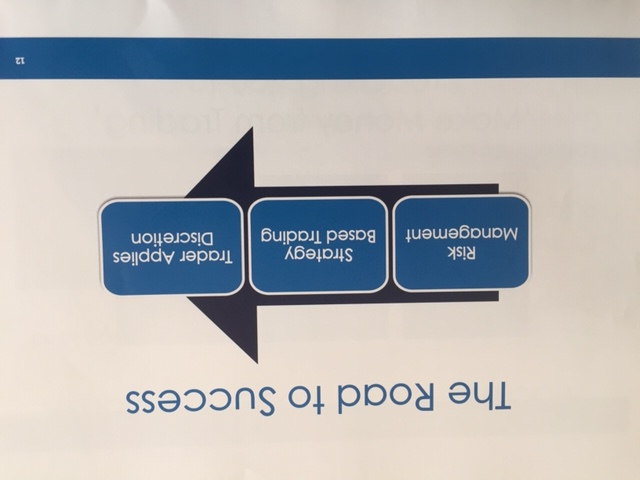 The Road to Success
Risk
Management
Strategy
Based Trading
Trader Applies
Discretion
12